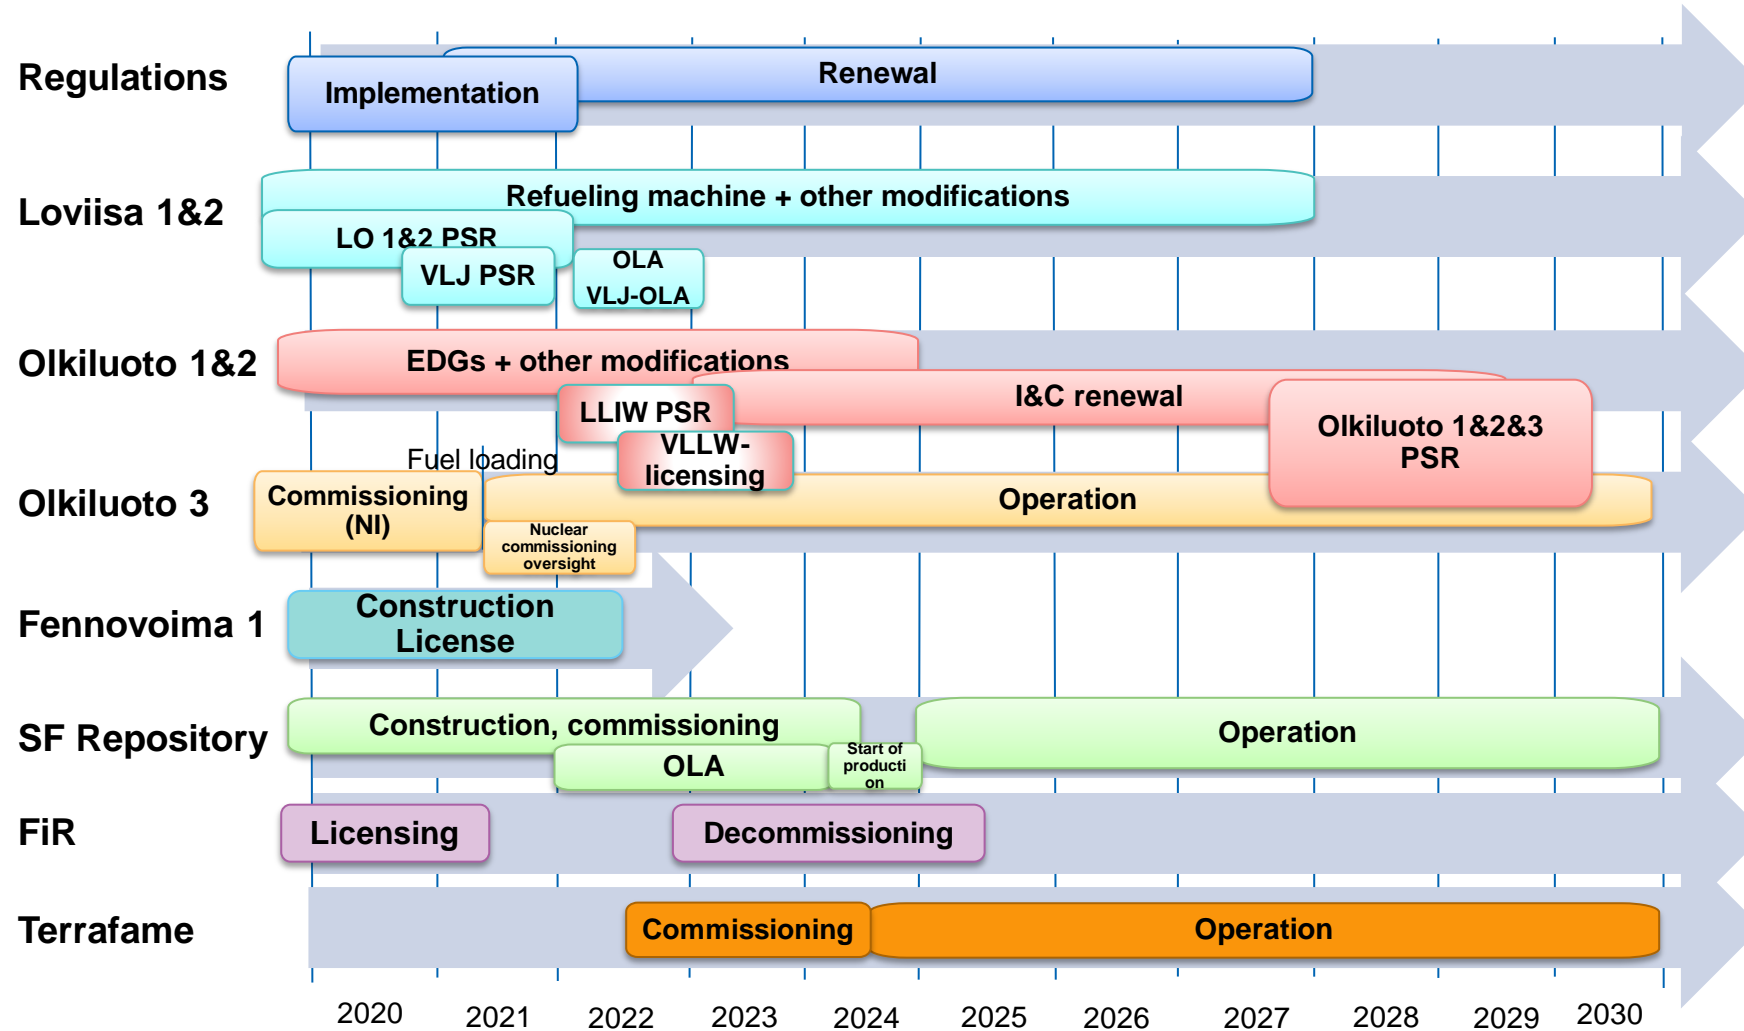 Regulations
Implementation
Renewal
Loviisa 1&2
Refueling machine + other modifications
LO 1&2 PSR
VLJ PSR
OLA
VLJ-OLA
Olkiluoto 1&2
EDGs + other modifications
I&C renewal
LLIW PSR
VLLW-
licensing
Olkiluoto 1&2&3
PSR
Fuel loading
Olkiluoto 3
Commissioning
(NI)
Operation
Nuclear
commissioning
oversight
Fennovoima 1
Construction
License
SF Repository
Construction, commissioning
OLA
Start of
producti
on
Operation
FiR
Licensing
Decommissioning
Terrafame
Commissioning
Operation
2020 2021 2022 2023 2024 2025 2026 2027 2028 2029 2030